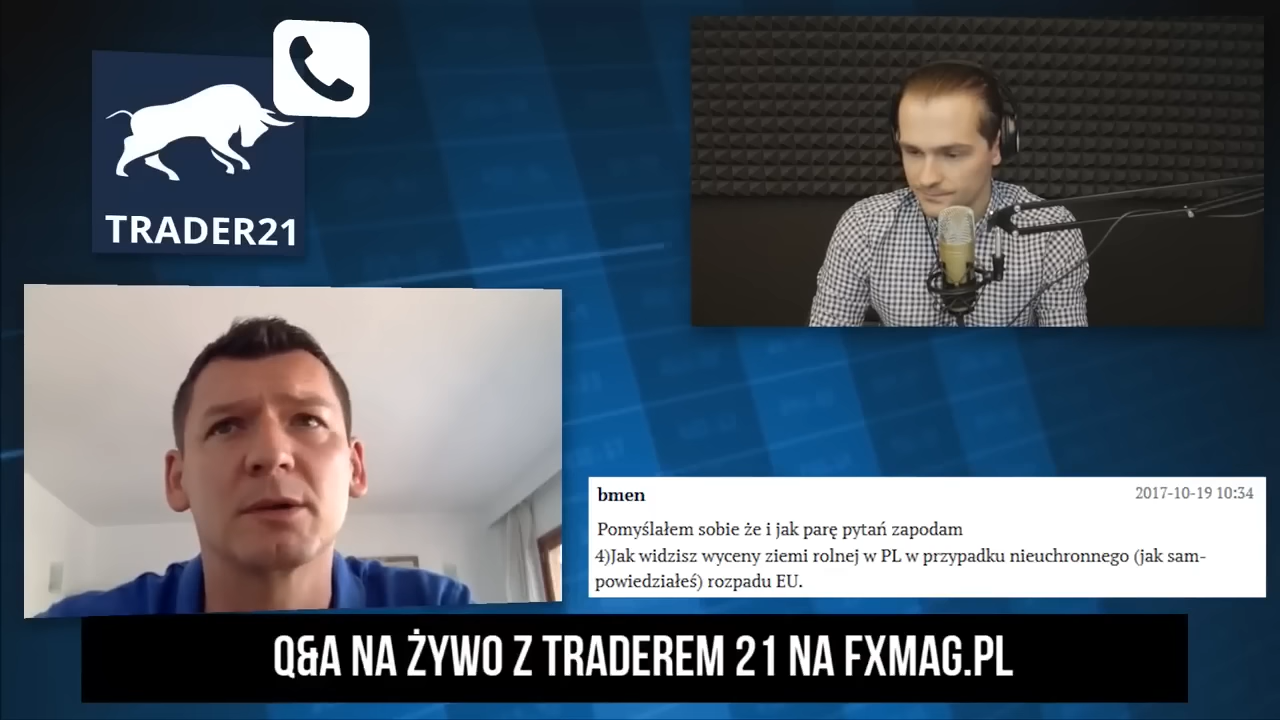 TRADER21
bmen
2017-10-19 10:34
Pomyślałem sobie że i jak parę pytań zapodam
4)Jak widzisz wyceny ziemi rolnej w PL w przypadku nieuchronnego (jak sam-
powiedziałeś) rozpadu EU.
Q&A NA ŻYWO Z TRADEREM 21 NA FXMAG.PL